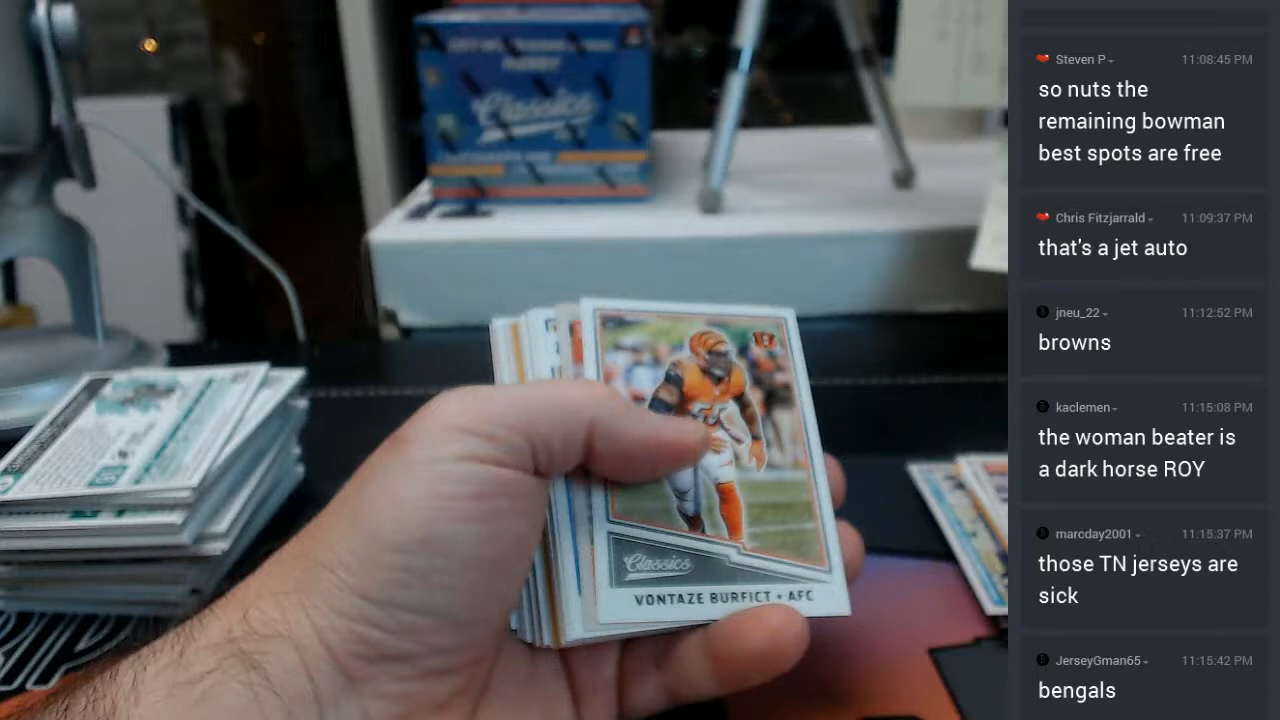 Classics
Classics
VONTAZE BURFICT • AFC
Steven P
11:08:45 PM
so nuts the
remaining bowman
best spots are free
Chris Fitzjarrald
11:09:37 PM
that's a jet auto
jneu_22
11:12:52 PM
browns
kaclemen
11:15:08 PM
the woman beater is
a dark horse ROY
marcday2001
11:15:37 PM
those TN jerseys are
sick
JerseyGman65
11:15:42 PM
bengals